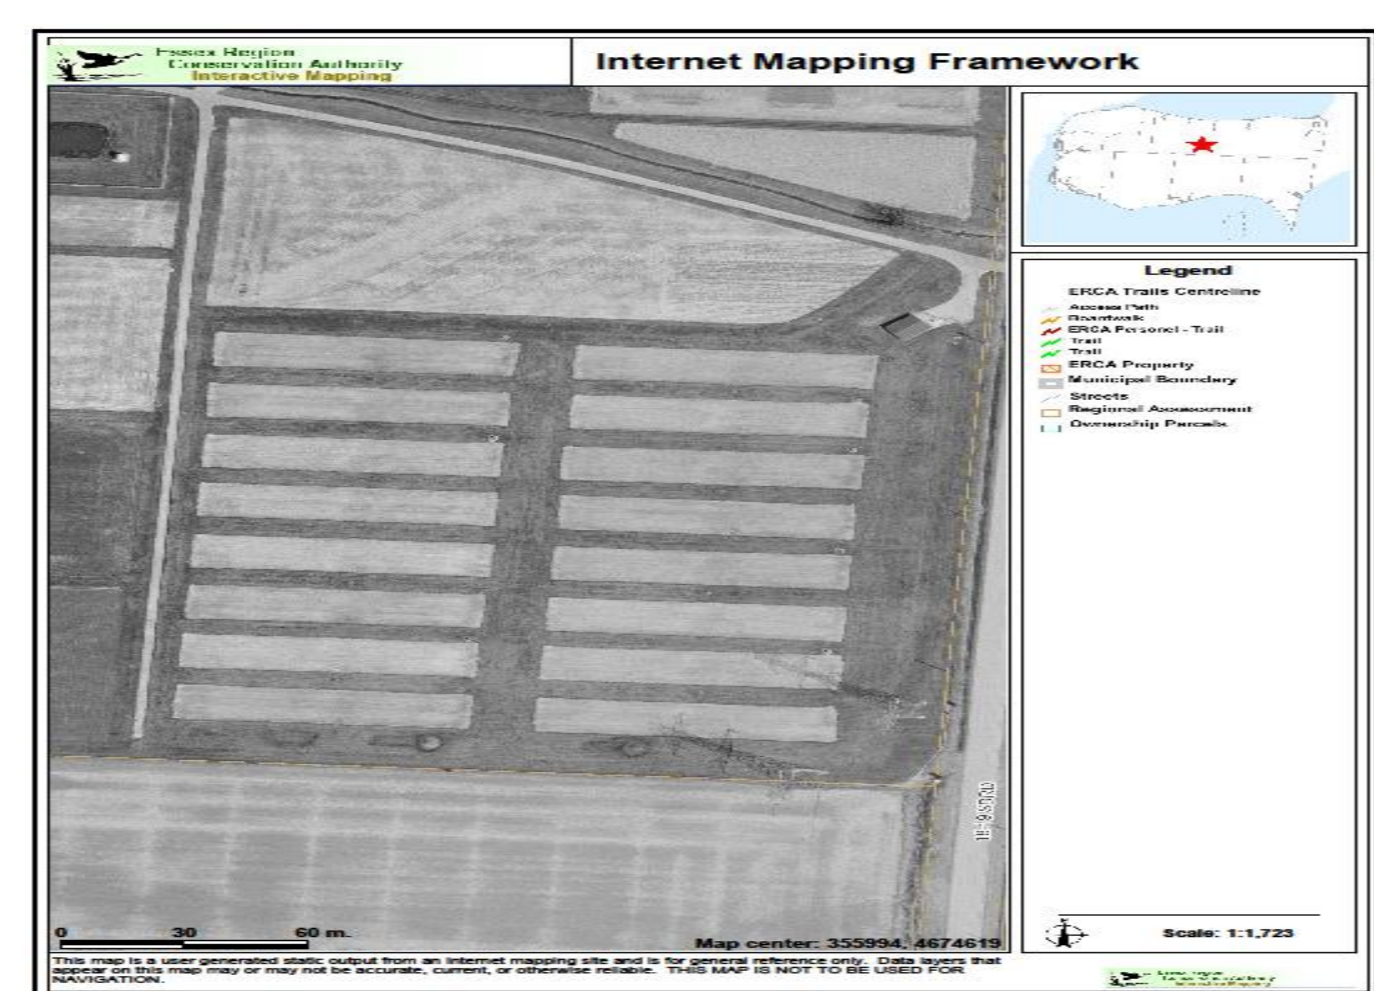 Essex Region
Conservation Authority
Interactive Mapping
Internet Mapping Framework
Legend
ERCA Trails Centreline
Access Path
Boardwalk
ERCA Personel - Trail
Trail
Trail
ERCA Property
Municipal Boundary
Streets
Regional Assessment
Ownership Parcels
0 30 60 m.
Map center: 355994, 4674619
Scale: 1:1,723
This map is a user generated static output from an Internet mapping site and is for general reference only. Data layers that
appear on this map may or may not be accurate, current, or otherwise reliable. THIS MAP IS NOT TO BE USED FOR
NAVIGATION.